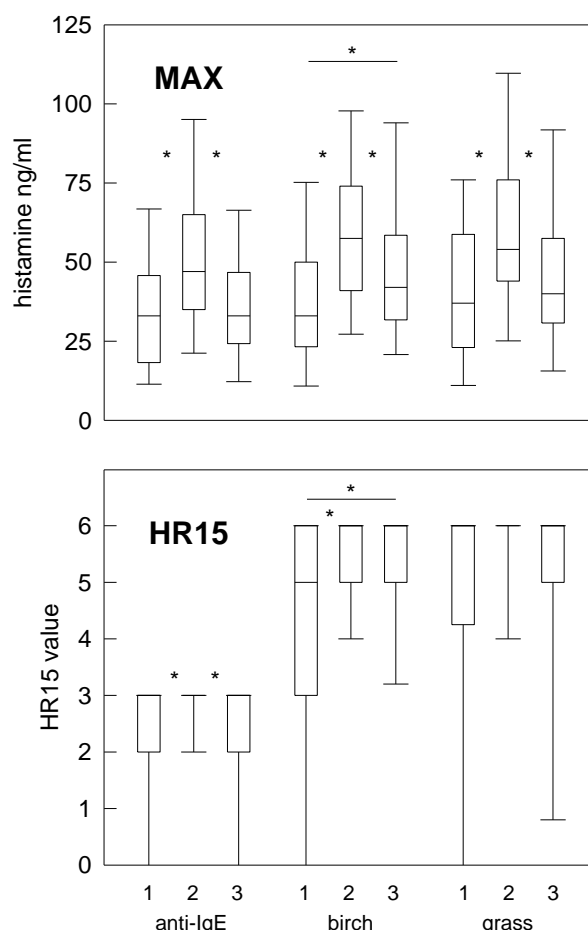 125
*
MAX
100
* * * * * *
75
50
25
0
histamine ng/ml
*
HR15
6
*
5
4
3
* *
2
1
0
HR15 value
1 2 3 1 2 3 1 2 3
anti-IgE birch grass